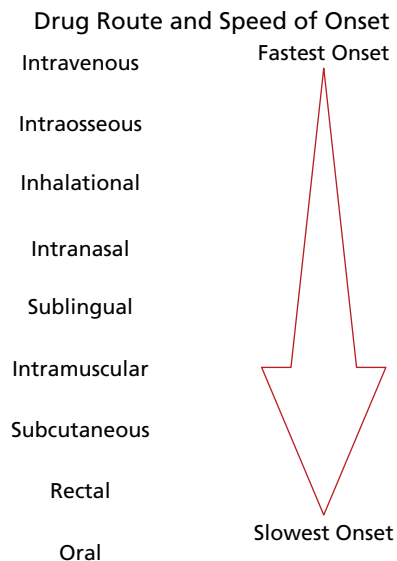 Drug Route and Speed of Onset
Fastest Onset
Intravenous
Intraosseous
Inhalational
Intranasal
Sublingual
Intramuscular
Subcutaneous
Rectal
Slowest Onset
Oral